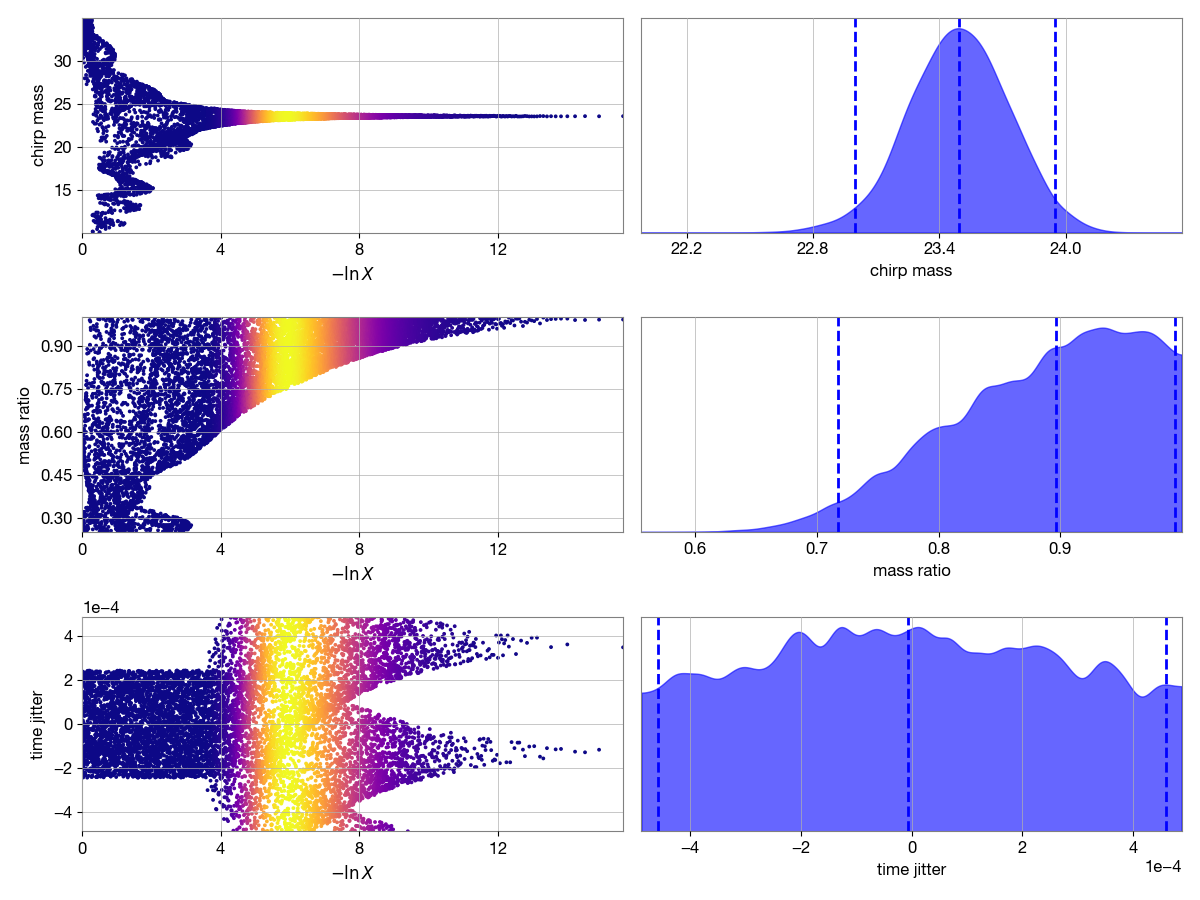 30
25
20
15
chirp mass
0 4 8 12
−ln X
22.2 22.8 23.4 24.0
chirp mass
0.90
0.75
0.60
0.45
0.30
mass ratio
0 4 8 12
−ln X
0.6 0.7 0.8 0.9
mass ratio
1e−4
4
2
0
−2
−4
time jitter
0 4 8 12
−ln X
−4 −2 0 2 4
1e−4
time jitter